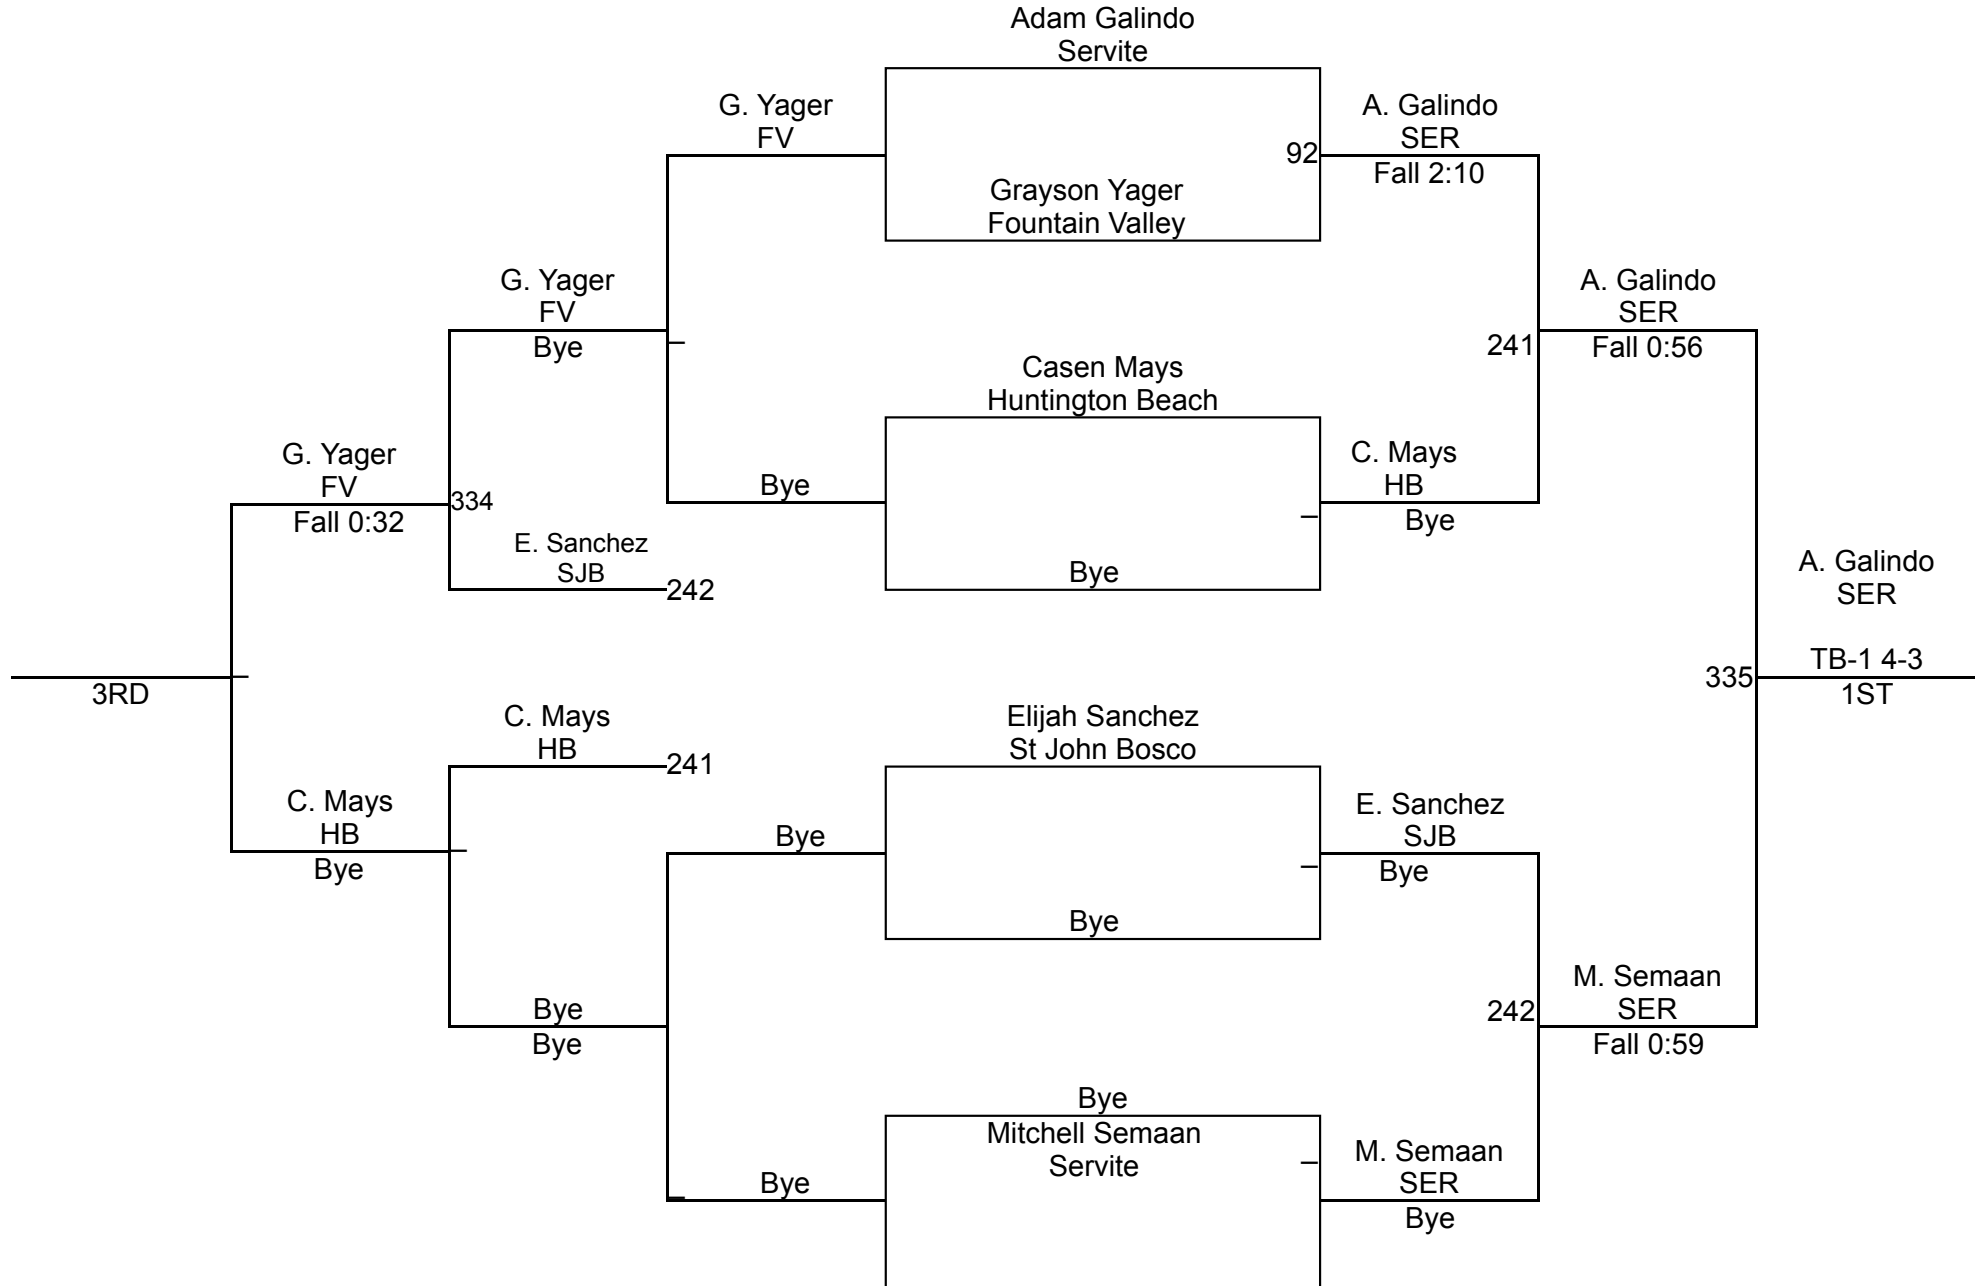 Adam Galindo
Servite
G. Yager
FV
A. Galindo
SER
92
Fall 2:10
Grayson Yager
Fountain Valley
G. Yager
FV
Bye
A. Galindo
SER
241
Fall 0:56
Casen Mays
Huntington Beach
G. Yager
FV
334
Fall 0:32
Bye
C. Mays
HB
Bye
E. Sanchez
SJB
242
Bye
A. Galindo
SER
TB-1 4-3
335
1ST
3RD
C. Mays
HB
241
Elijah Sanchez
St John Bosco
C. Mays
HB
Bye
Bye
E. Sanchez
SJB
Bye
Bye
Bye
Bye
M. Semaan
SER
242
Fall 0:59
Bye
Mitchell Semaan
Servite
Bye
M. Semaan
SER
Bye